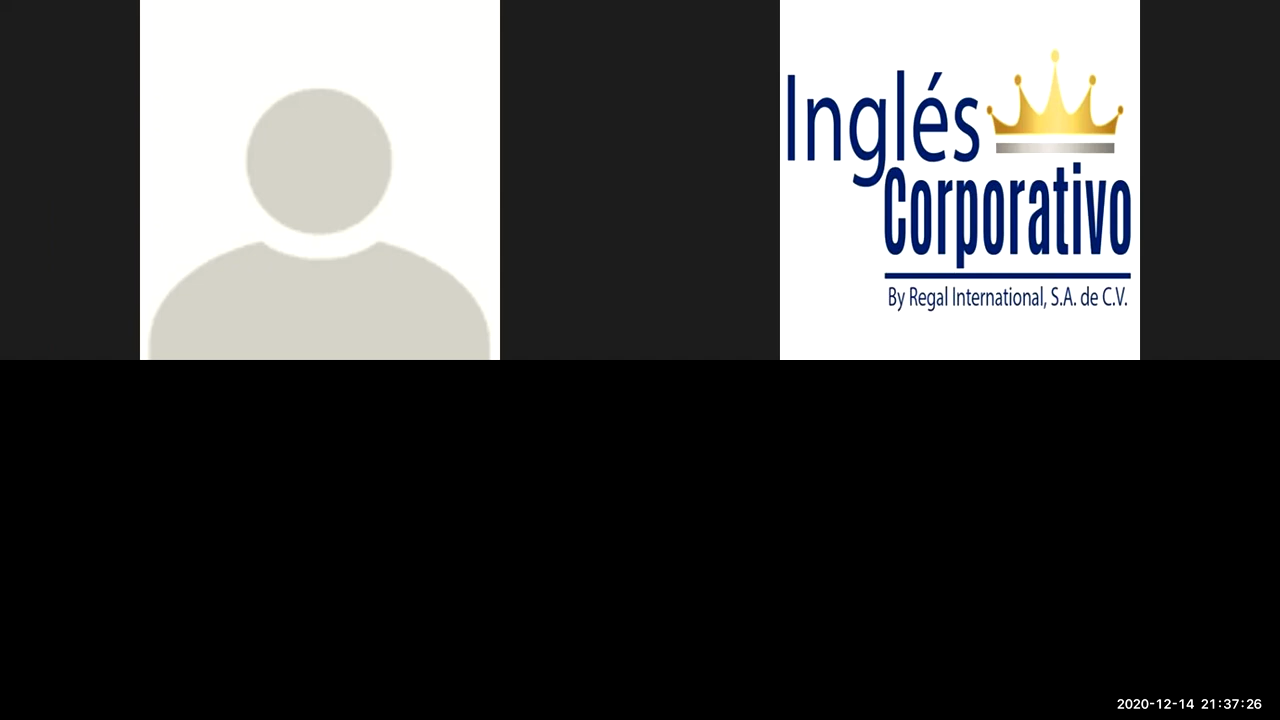 Inglés
Corporativo
By Regal International, S.A. de C.V.
2020-12-14 21:37:26